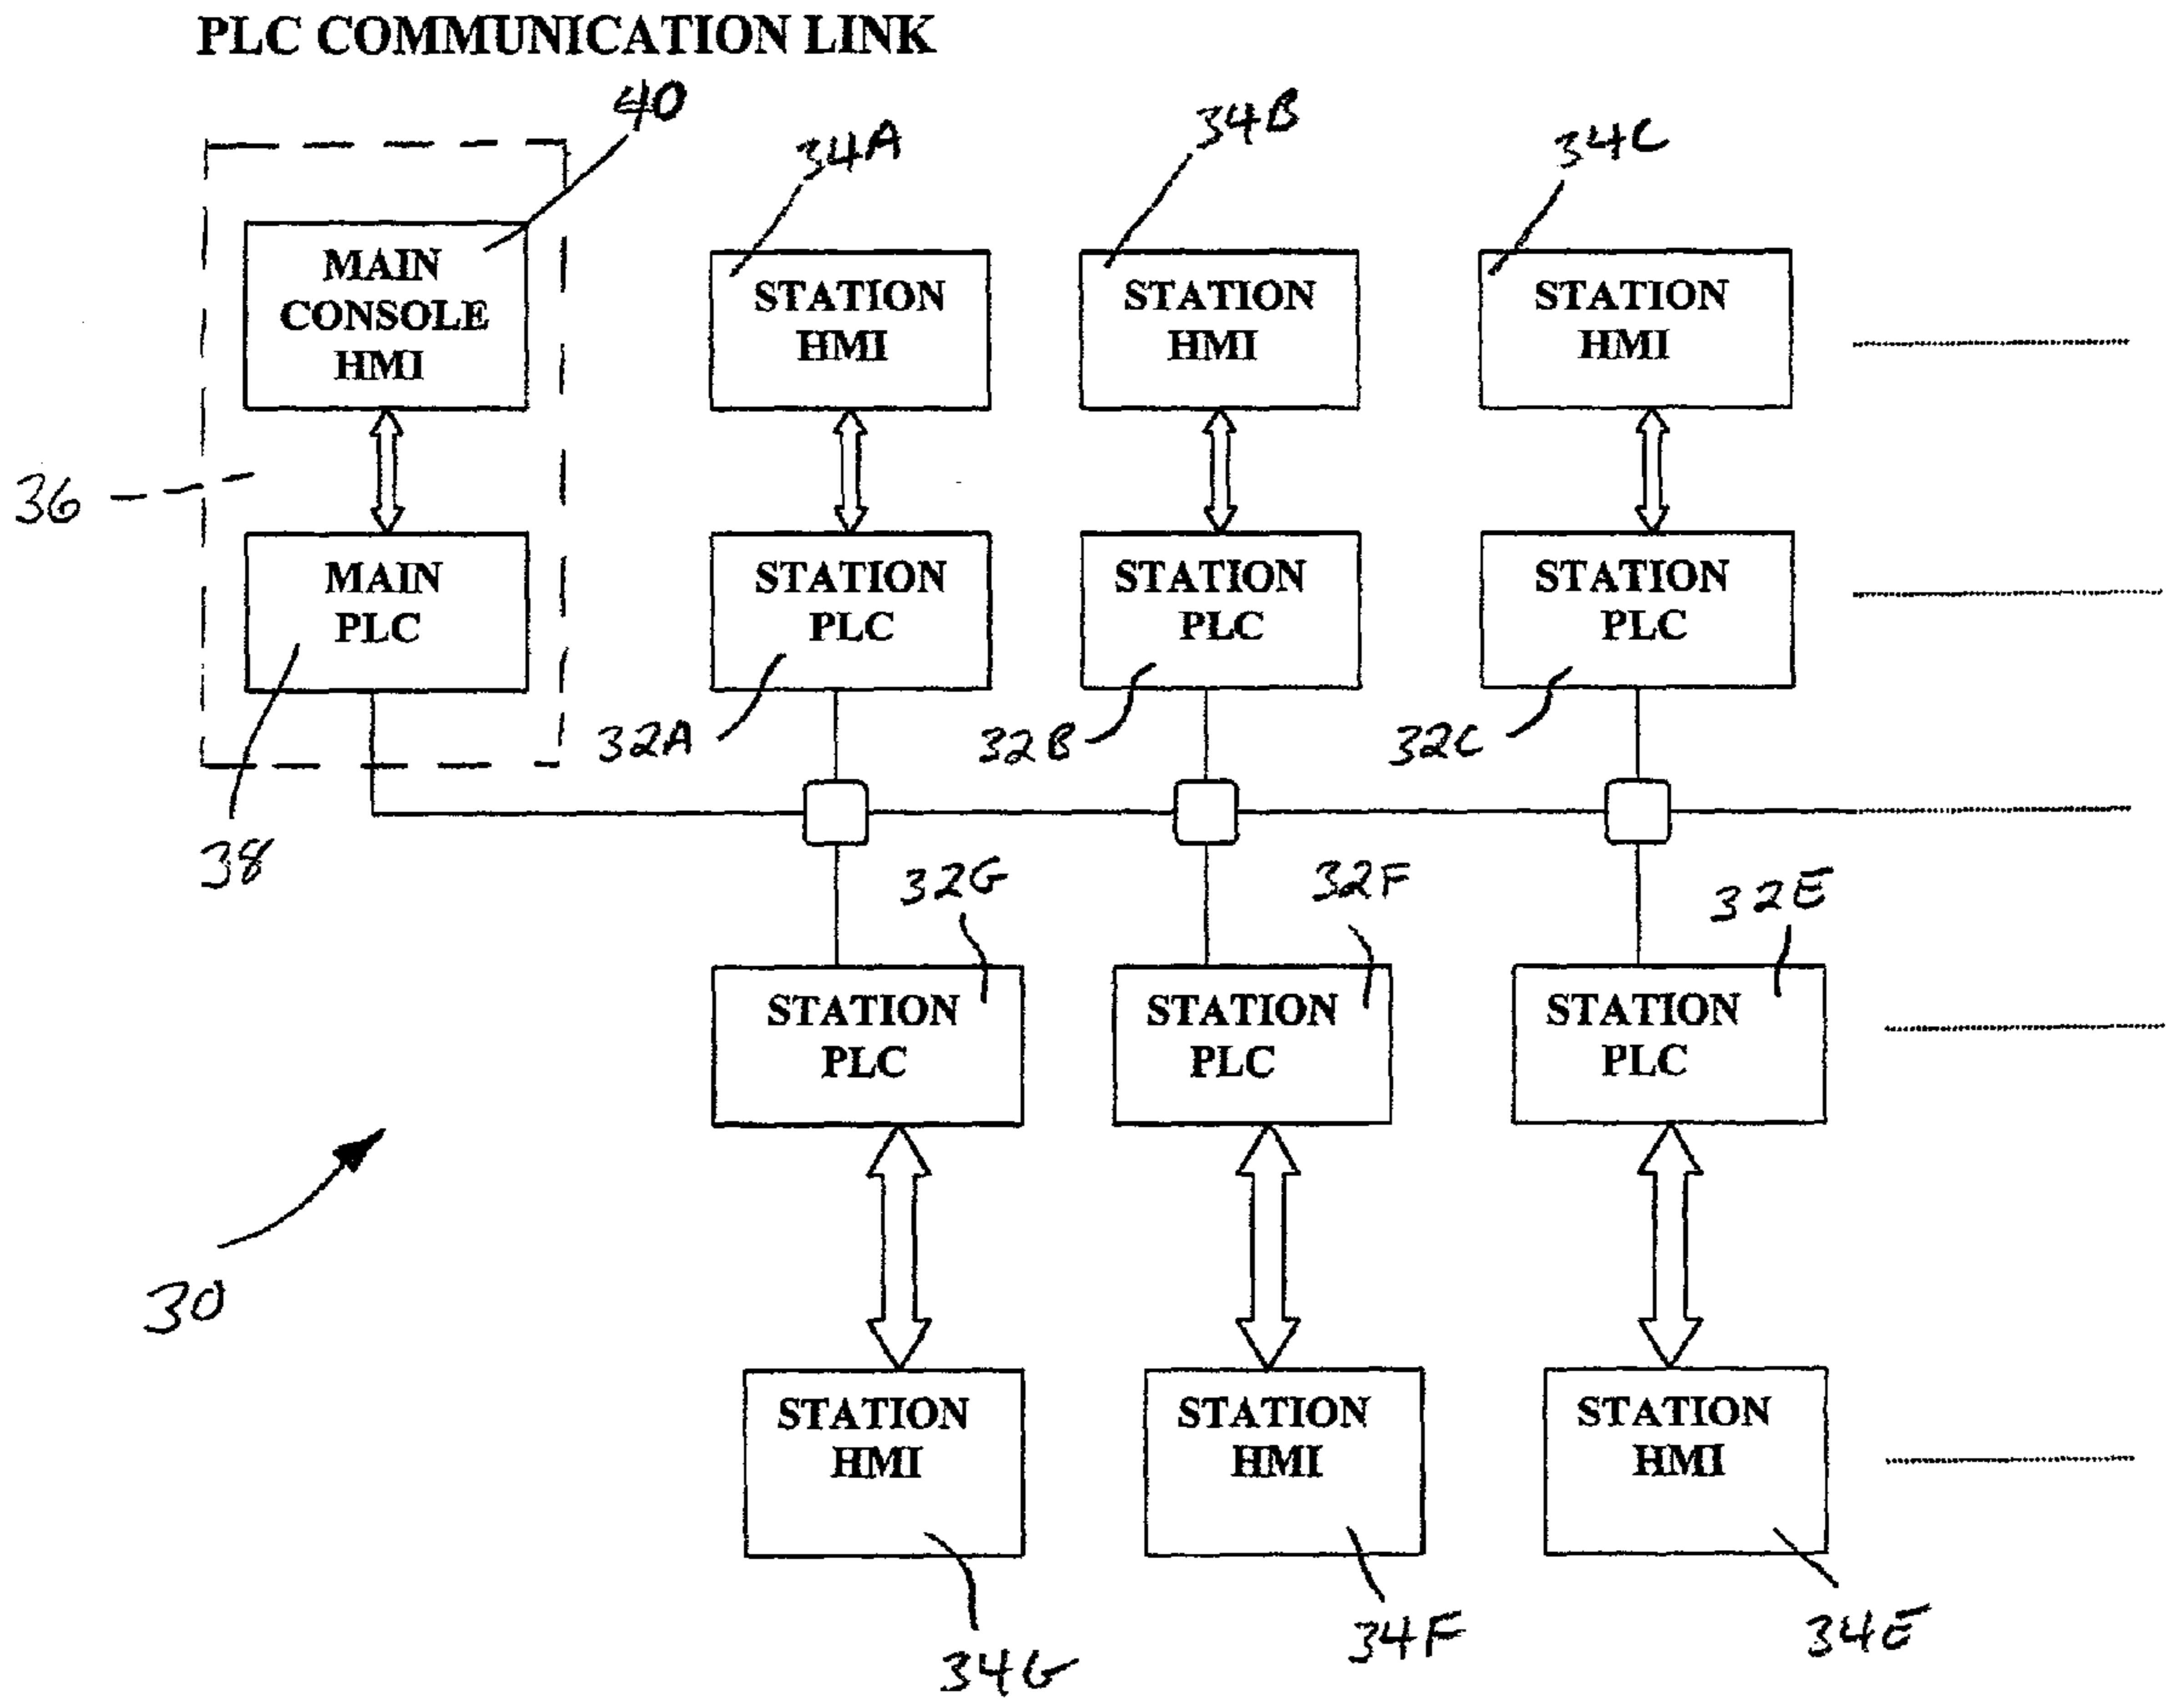 PLC COMMUNICATION LINK
40
34A
34B
34C
MAIN
CONSOLE
HMI
STATION
HMI
STATION
HMI
STATION
HMI
36
MAIN
PLC
STATION
PLC
STATION
PLC
STATION
PLC
32A
32B
32C
38
32G
32F
32E
STATION
PLC
STATION
PLC
STATION
PLC
30
STATION
HMI
STATION
HMI
STATION
HMI
34G
34F
34E